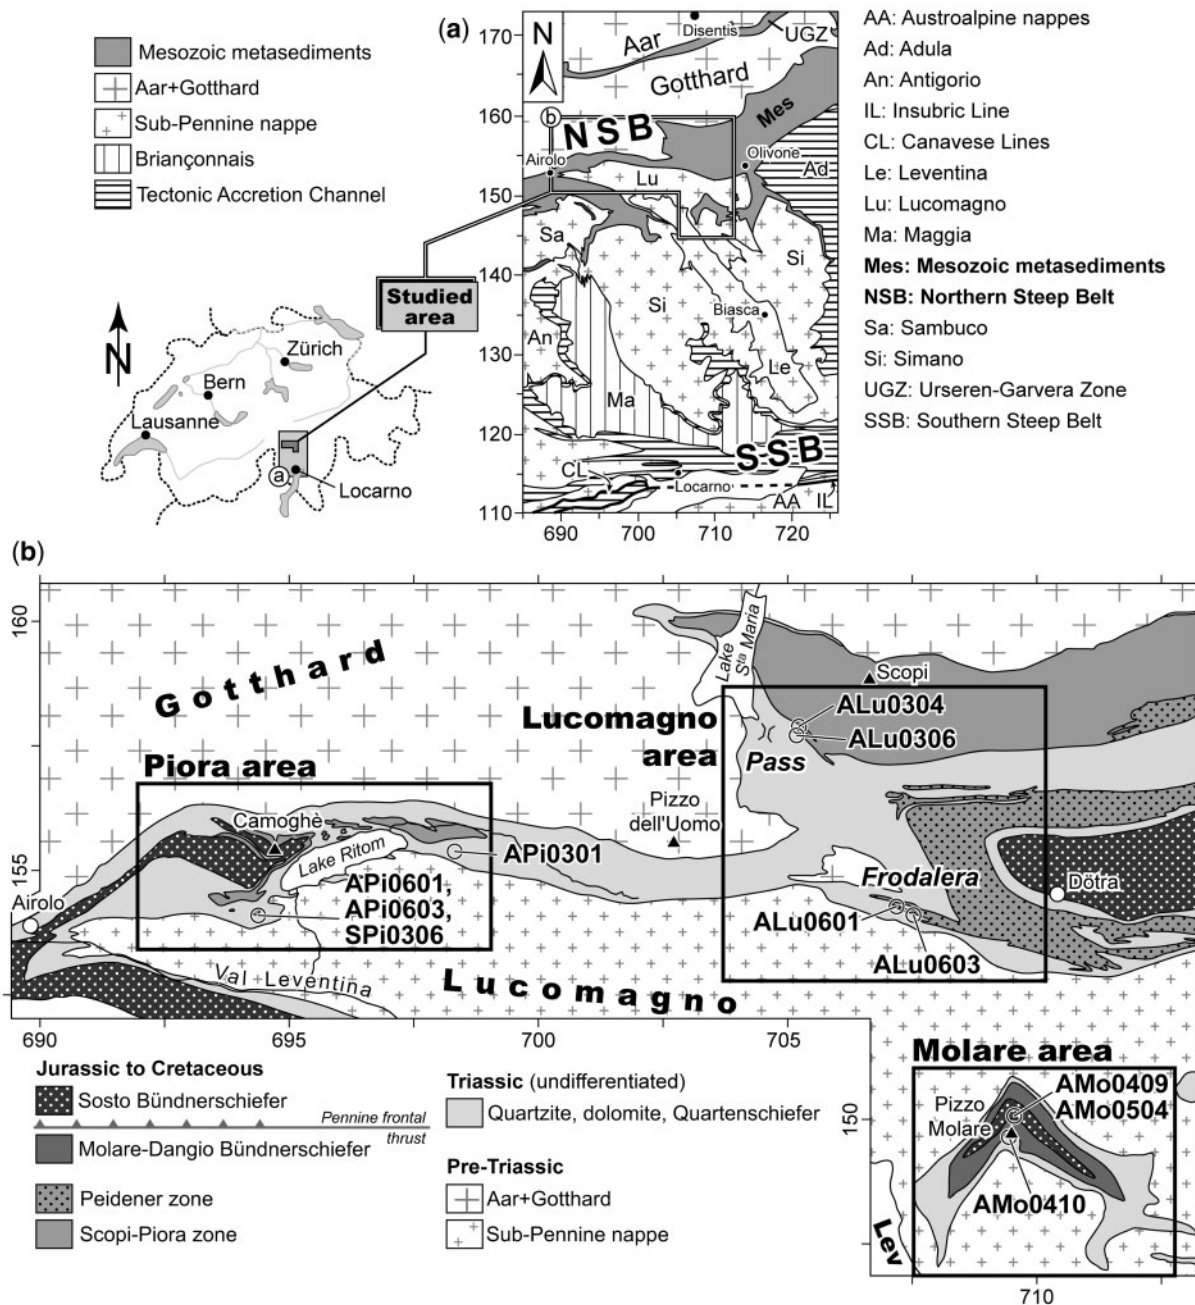 Mesozoic metasediments
Aar+Gotthard
Sub-Pennine nappe
Briançonnais
Tectonic Accretion Channel
N
Zürich
Bern
Lausanne
Locarno
a
Studied
area
(a)
N
170
160
150
140
130
120
110
690
700
710
720
Disentis
UGZ
Aar
Gotthard
Mes
b
NSB
Airolo
Olivone
Lu
Ad
Sa
Si
Si
Biasca
An
Le
Ma
SSB
CL
Locarno
AA
IL
AA: Austroalpine nappes
Ad: Adula
An: Antigorio
IL: Insubric Line
CL: Canavese Lines
Le: Leventina
Lu: Lucomagno
Ma: Maggia
Mes: Mesozoic metasediments
NSB: Northern Steep Belt
Sa: Sambuco
Si: Simano
UGZ: Urseren-Garvera Zone
SSB: Southern Steep Belt
(b)
160
155
Gotthard
Lake
Sta Maria
Scopi
Lucomagno
area
ALu0304
ALu0306
Pass
Piora area
Camoghè
Lake Ritom
Pizzo
dell'Uomo
APi0301
APi0601,
APi0603,
SPi0306
Airolo
Frodalera
Dötra
ALu0601
ALu0603
Val Leventina
Lucomagno
690
695
700
705
Molare area
150
Pizzo
Molare
AMo0409
AMo0504
AMo0410
Lev
710
Jurassic to Cretaceous
Sosto Bündnerschiefer
Pennine frontal
thrust
Molare-Dangio Bündnerschiefer
Peidener zone
Scopi-Piora zone
Triassic (undifferentiated)
Quartzite, dolomite, Quartenschiefer
Pre-Triassic
Aar+Gotthard
Sub-Pennine nappe